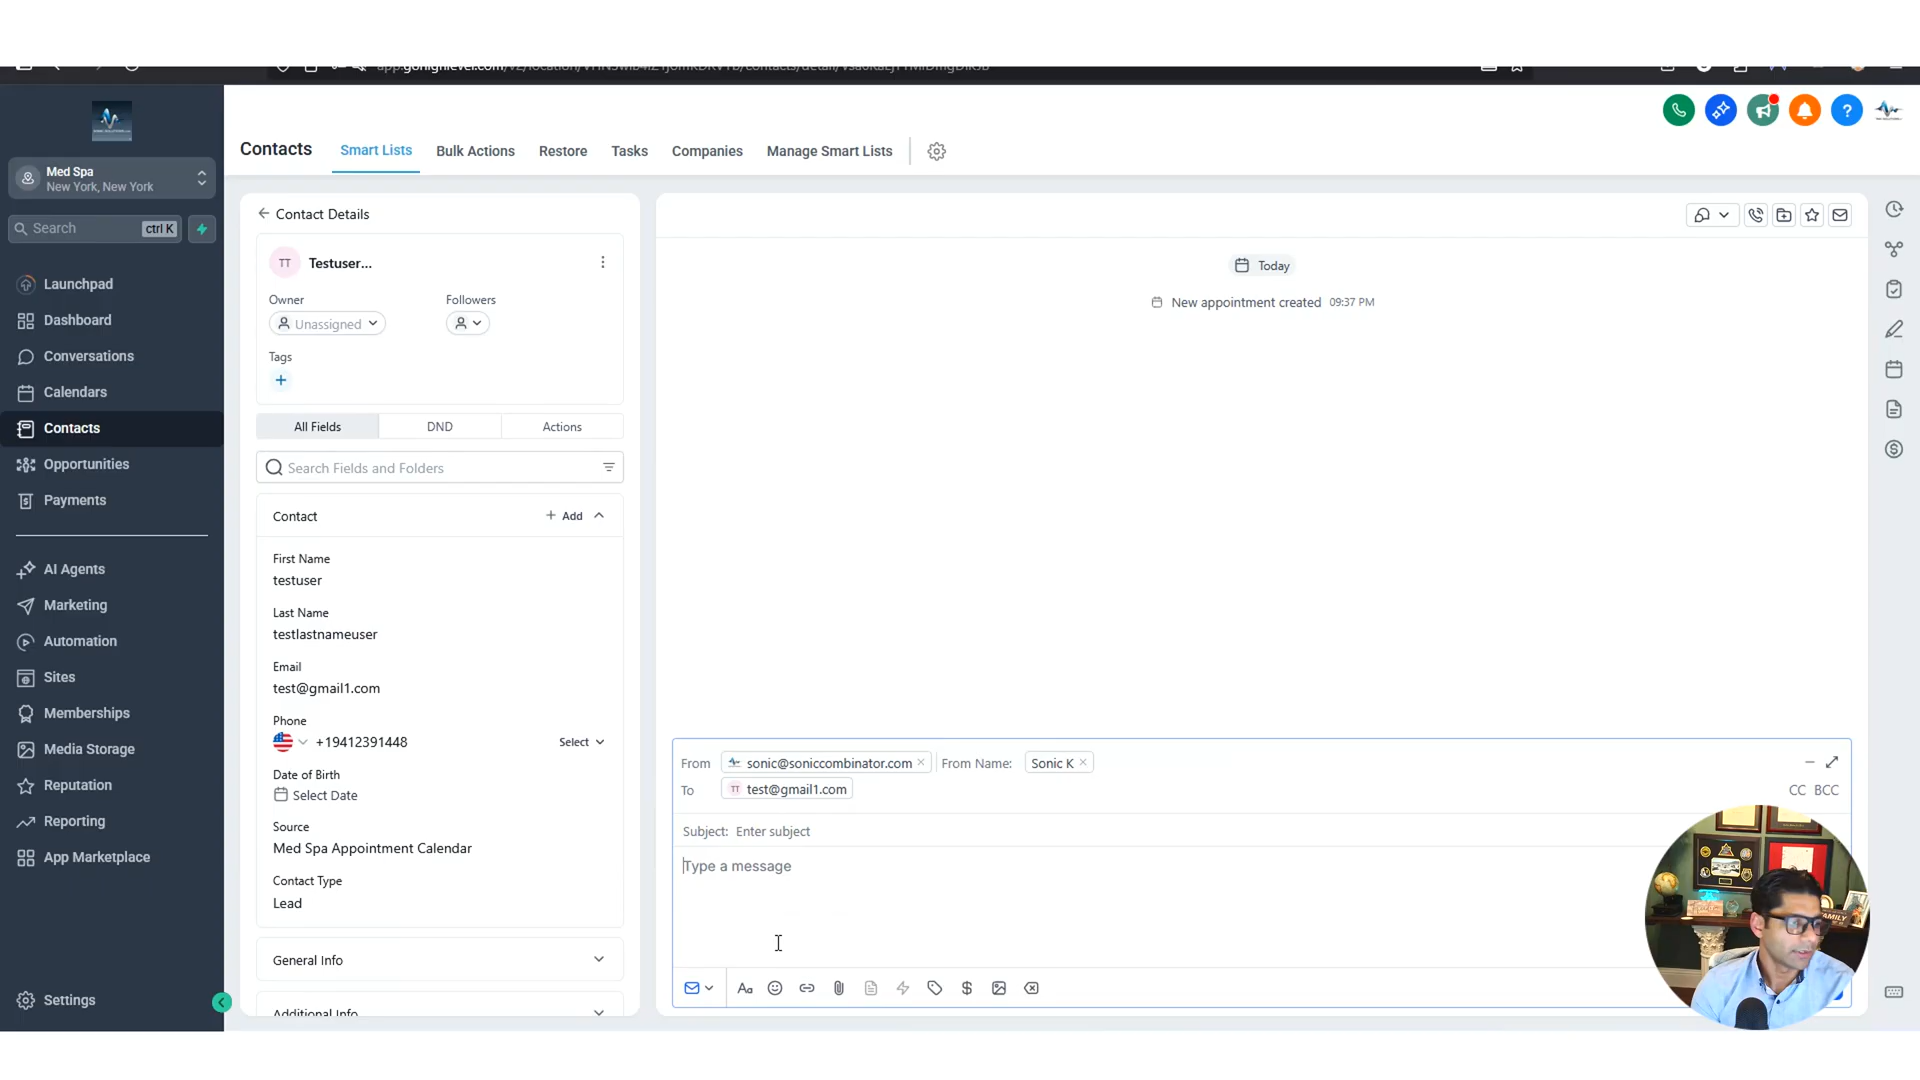 Contacts
Smart Lists
Bulk Actions
Restore
Tasks
Companies
Manage Smart Lists
Med Spa
New York, New York
Search
ctrl K
Launchpad
Dashboard
Conversations
Calendars
Contacts
Opportunities
Payments
AI Agents
Marketing
Automation
Sites
Memberships
Media Storage
Reputation
Reporting
App Marketplace
Settings
Contact Details
TT
Testuser...
Owner
Followers
Unassigned
Tags
All Fields
DND
Actions
Search Fields and Folders
Contact
Add
First Name
testuser
Last Name
testlastnameuser
Email
test@gmail1.com
Phone
+19412391448
Select
Date of Birth
Select Date
Source
Med Spa Appointment Calendar
Contact Type
Lead
General Info
Additional Info
Today
New appointment created 09:37 PM
From sonic@soniccombinator.com From Name: Sonic K
To TT test@gmail1.com
CC BCC
Subject: Enter subject
Type a message
FAMILY